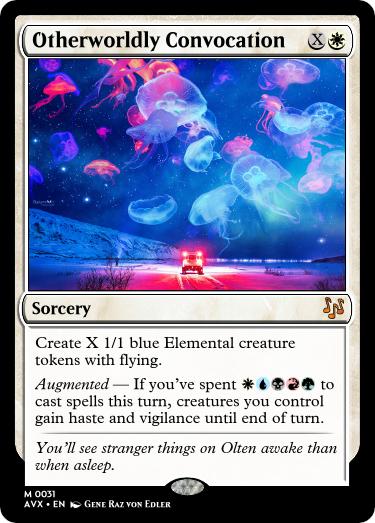 Otherworldly Convocation X
Sorcery
Create X 1/1 blue Elemental creature
tokens with flying.
Augmented — If you've spent to
cast spells this turn, creatures you control
gain haste and vigilance until end of turn.
You'll see stranger things on Olten awake than
when asleep.
M 0031
AVX • EN Gene Raz von Edler